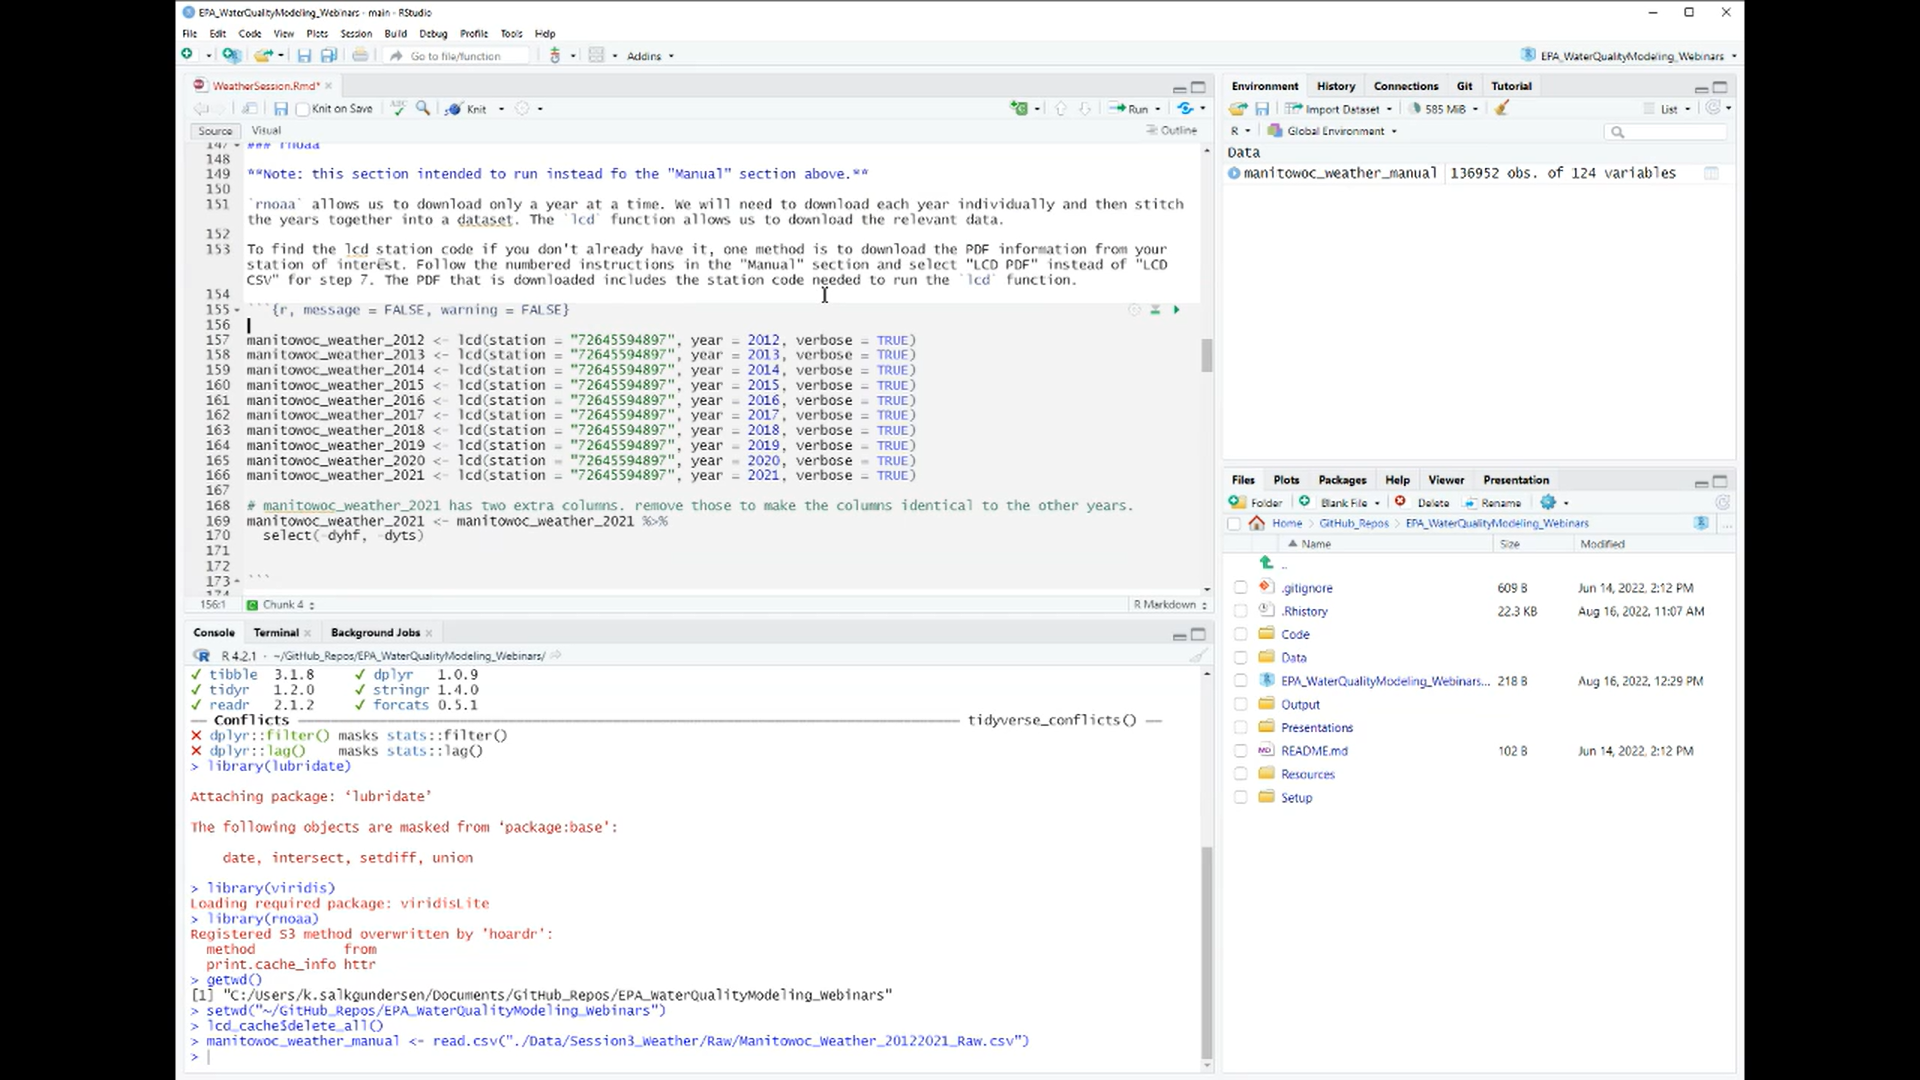 EPA_WaterQualityModeling_Webinars - main - RStudio
File Edit Code View Plots Session Build Debug Profile Tools Help
Go to file/function Addins EPA_WaterQualityModeling_Webinars
WeatherSession.Rmd*
Knit on Save ABC Knit Run
Source Visual Outline
147 ### rnoaa
148
149 **Note: this section intended to run instead fo the "Manual" section above.**
150
151 `rnoaa` allows us to download only a year at a time. We will need to download each year individually and then stitch
the years together into a dataset. The `lcd` function allows us to download the relevant data.
152
153 To find the lcd station code if you don't already have it, one method is to download the PDF information from your
station of interest. Follow the numbered instructions in the "Manual" section and select "LCD PDF" instead of "LCD
CSV" for step 7. The PDF that is downloaded includes the station code needed to run the `lcd` function.
154
155 ```{r, message = FALSE, warning = FALSE}
156
157 manitowoc_weather_2012 <- lcd(station = "72645594897", year = 2012, verbose = TRUE)
158 manitowoc_weather_2013 <- lcd(station = "72645594897", year = 2013, verbose = TRUE)
159 manitowoc_weather_2014 <- lcd(station = "72645594897", year = 2014, verbose = TRUE)
160 manitowoc_weather_2015 <- lcd(station = "72645594897", year = 2015, verbose = TRUE)
161 manitowoc_weather_2016 <- lcd(station = "72645594897", year = 2016, verbose = TRUE)
162 manitowoc_weather_2017 <- lcd(station = "72645594897", year = 2017, verbose = TRUE)
163 manitowoc_weather_2018 <- lcd(station = "72645594897", year = 2018, verbose = TRUE)
164 manitowoc_weather_2019 <- lcd(station = "72645594897", year = 2019, verbose = TRUE)
165 manitowoc_weather_2020 <- lcd(station = "72645594897", year = 2020, verbose = TRUE)
166 manitowoc_weather_2021 <- lcd(station = "72645594897", year = 2021, verbose = TRUE)
167
168 # manitowoc_weather_2021 has two extra columns. remove those to make the columns identical to the other years.
169 manitowoc_weather_2021 <- manitowoc_weather_2021 %>%
170 select(-dyhf, -dyts)
171
172
173 ```
174
156:1 Chunk 4 R Markdown
Console Terminal Background Jobs
R 4.2.1 · ~/GitHub_Repos/EPA_WaterQualityModeling_Webinars/
✓ tibble 3.1.8 ✓ dplyr 1.0.9
✓ tidyr 1.2.0 ✓ stringr 1.4.0
✓ readr 2.1.2 ✓ forcats 0.5.1
── Conflicts ── tidyverse_conflicts() ──
✗ dplyr::filter() masks stats::filter()
✗ dplyr::lag() masks stats::lag()
> library(lubridate)
Attaching package: ‘lubridate’
The following objects are masked from ‘package:base’:
date, intersect, setdiff, union
> library(viridis)
Loading required package: viridisLite
> library(rnoaa)
Registered S3 method overwritten by 'hoardr':
method from
print.cache_info httr
> getwd()
[1] "C:/Users/k.salkgundersen/Documents/GitHub_Repos/EPA_WaterQualityModeling_Webinars"
> setwd("~/GitHub_Repos/EPA_WaterQualityModeling_Webinars")
> lcd_cache$delete_all()
> manitowoc_weather_manual <- read.csv("./Data/Session3_Weather/Raw/Manitowoc_Weather_20122021_Raw.csv")
>
Environment History Connections Git Tutorial
Import Dataset 585 MiB List
R Global Environment
Data
manitowoc_weather_manual 136952 obs. of 124 variables
Files Plots Packages Help Viewer Presentation
Folder Blank File Delete Rename
Home GitHub_Repos EPA_WaterQualityModeling_Webinars ...
Name Size Modified
..
.gitignore 609 B Jun 14, 2022, 2:12 PM
.Rhistory 22.3 KB Aug 16, 2022, 11:07 AM
Code
Data
EPA_WaterQualityModeling_Webinars... 218 B Aug 16, 2022, 12:29 PM
Output
Presentations
MD README.md 102 B Jun 14, 2022, 2:12 PM
Resources
Setup